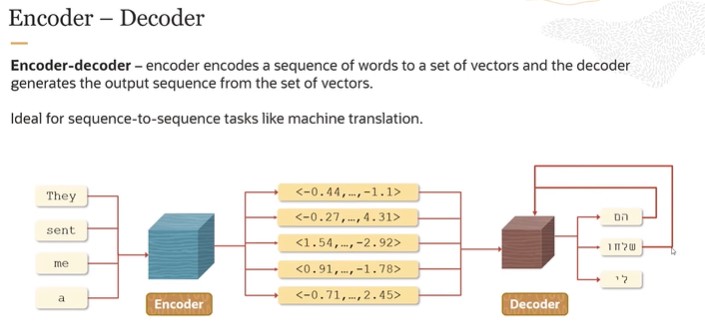 Encoder – Decoder
Encoder-decoder – encoder encodes a sequence of words to a set of vectors and the decoder
generates the output sequence from the set of vectors.
Ideal for sequence-to-sequence tasks like machine translation.
They
sent
me
a
Encoder
<-0.44,…,-1.1>
<-0.27,…,4.31>
<1.54,…,-2.92>
<0.91,…,-1.78>
<-0.71,…,2.45>
Decoder
הם
שלחו
לי